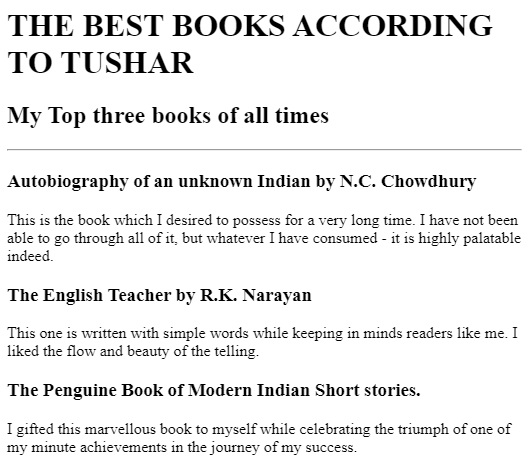 THE BEST BOOKS ACCORDING
TO TUSHAR
My Top three books of all times
Autobiography of an unknown Indian by N.C. Chowdhury
This is the book which I desired to possess for a very long time. I have not been
able to go through all of it, but whatever I have consumed - it is highly palatable
indeed.
The English Teacher by R.K. Narayan
This one is written with simple words while keeping in minds readers like me. I
liked the flow and beauty of the telling.
The Penguine Book of Modern Indian Short stories.
I gifted this marvellous book to myself while celebrating the triumph of one of
my minute achievements in the journey of my success.